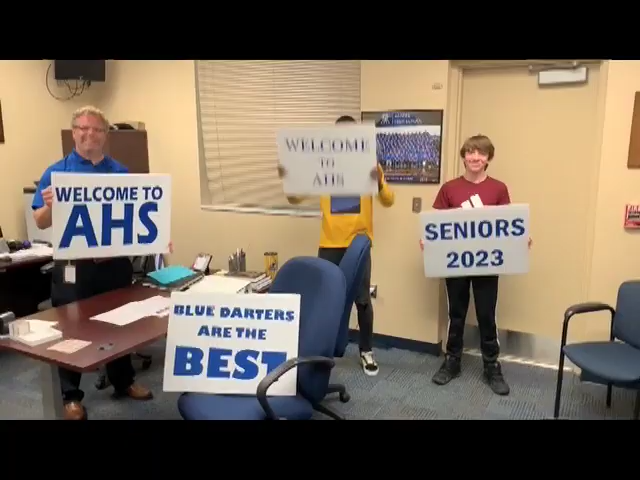 WELCOME TO
AHS
WELCOME
TO
AHS
SENIORS
2023
BLUE DARTERS
ARE THE
BEST